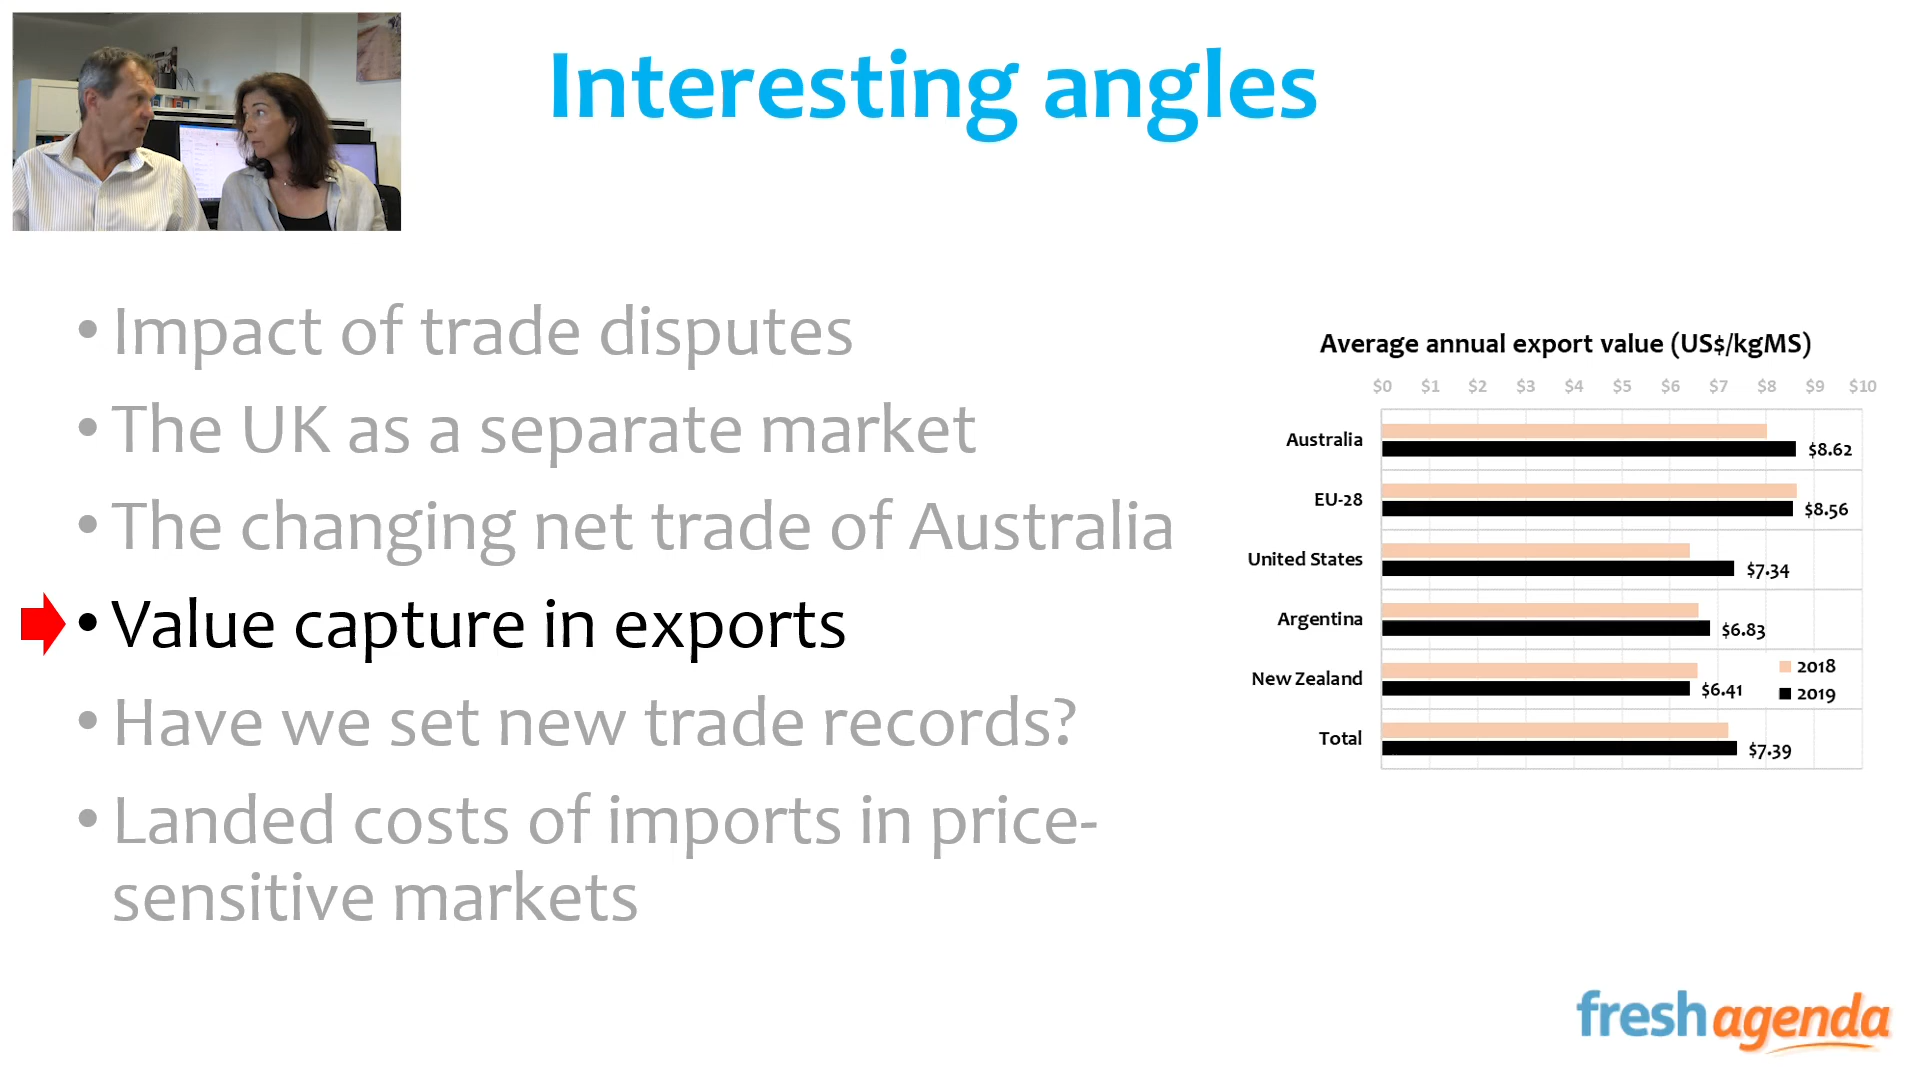 Interesting angles
• Impact of trade disputes
• The UK as a separate market
• The changing net trade of Australia
• Value capture in exports
• Have we set new trade records?
• Landed costs of imports in price-
sensitive markets
Average annual export value (US$/kgMS)
$0 $1 $2 $3 $4 $5 $6 $7 $8 $9 $10
Australia $8.62
EU-28 $8.56
United States $7.34
Argentina $6.83
New Zealand $6.41
Total $7.39
2018
2019
fresh agenda